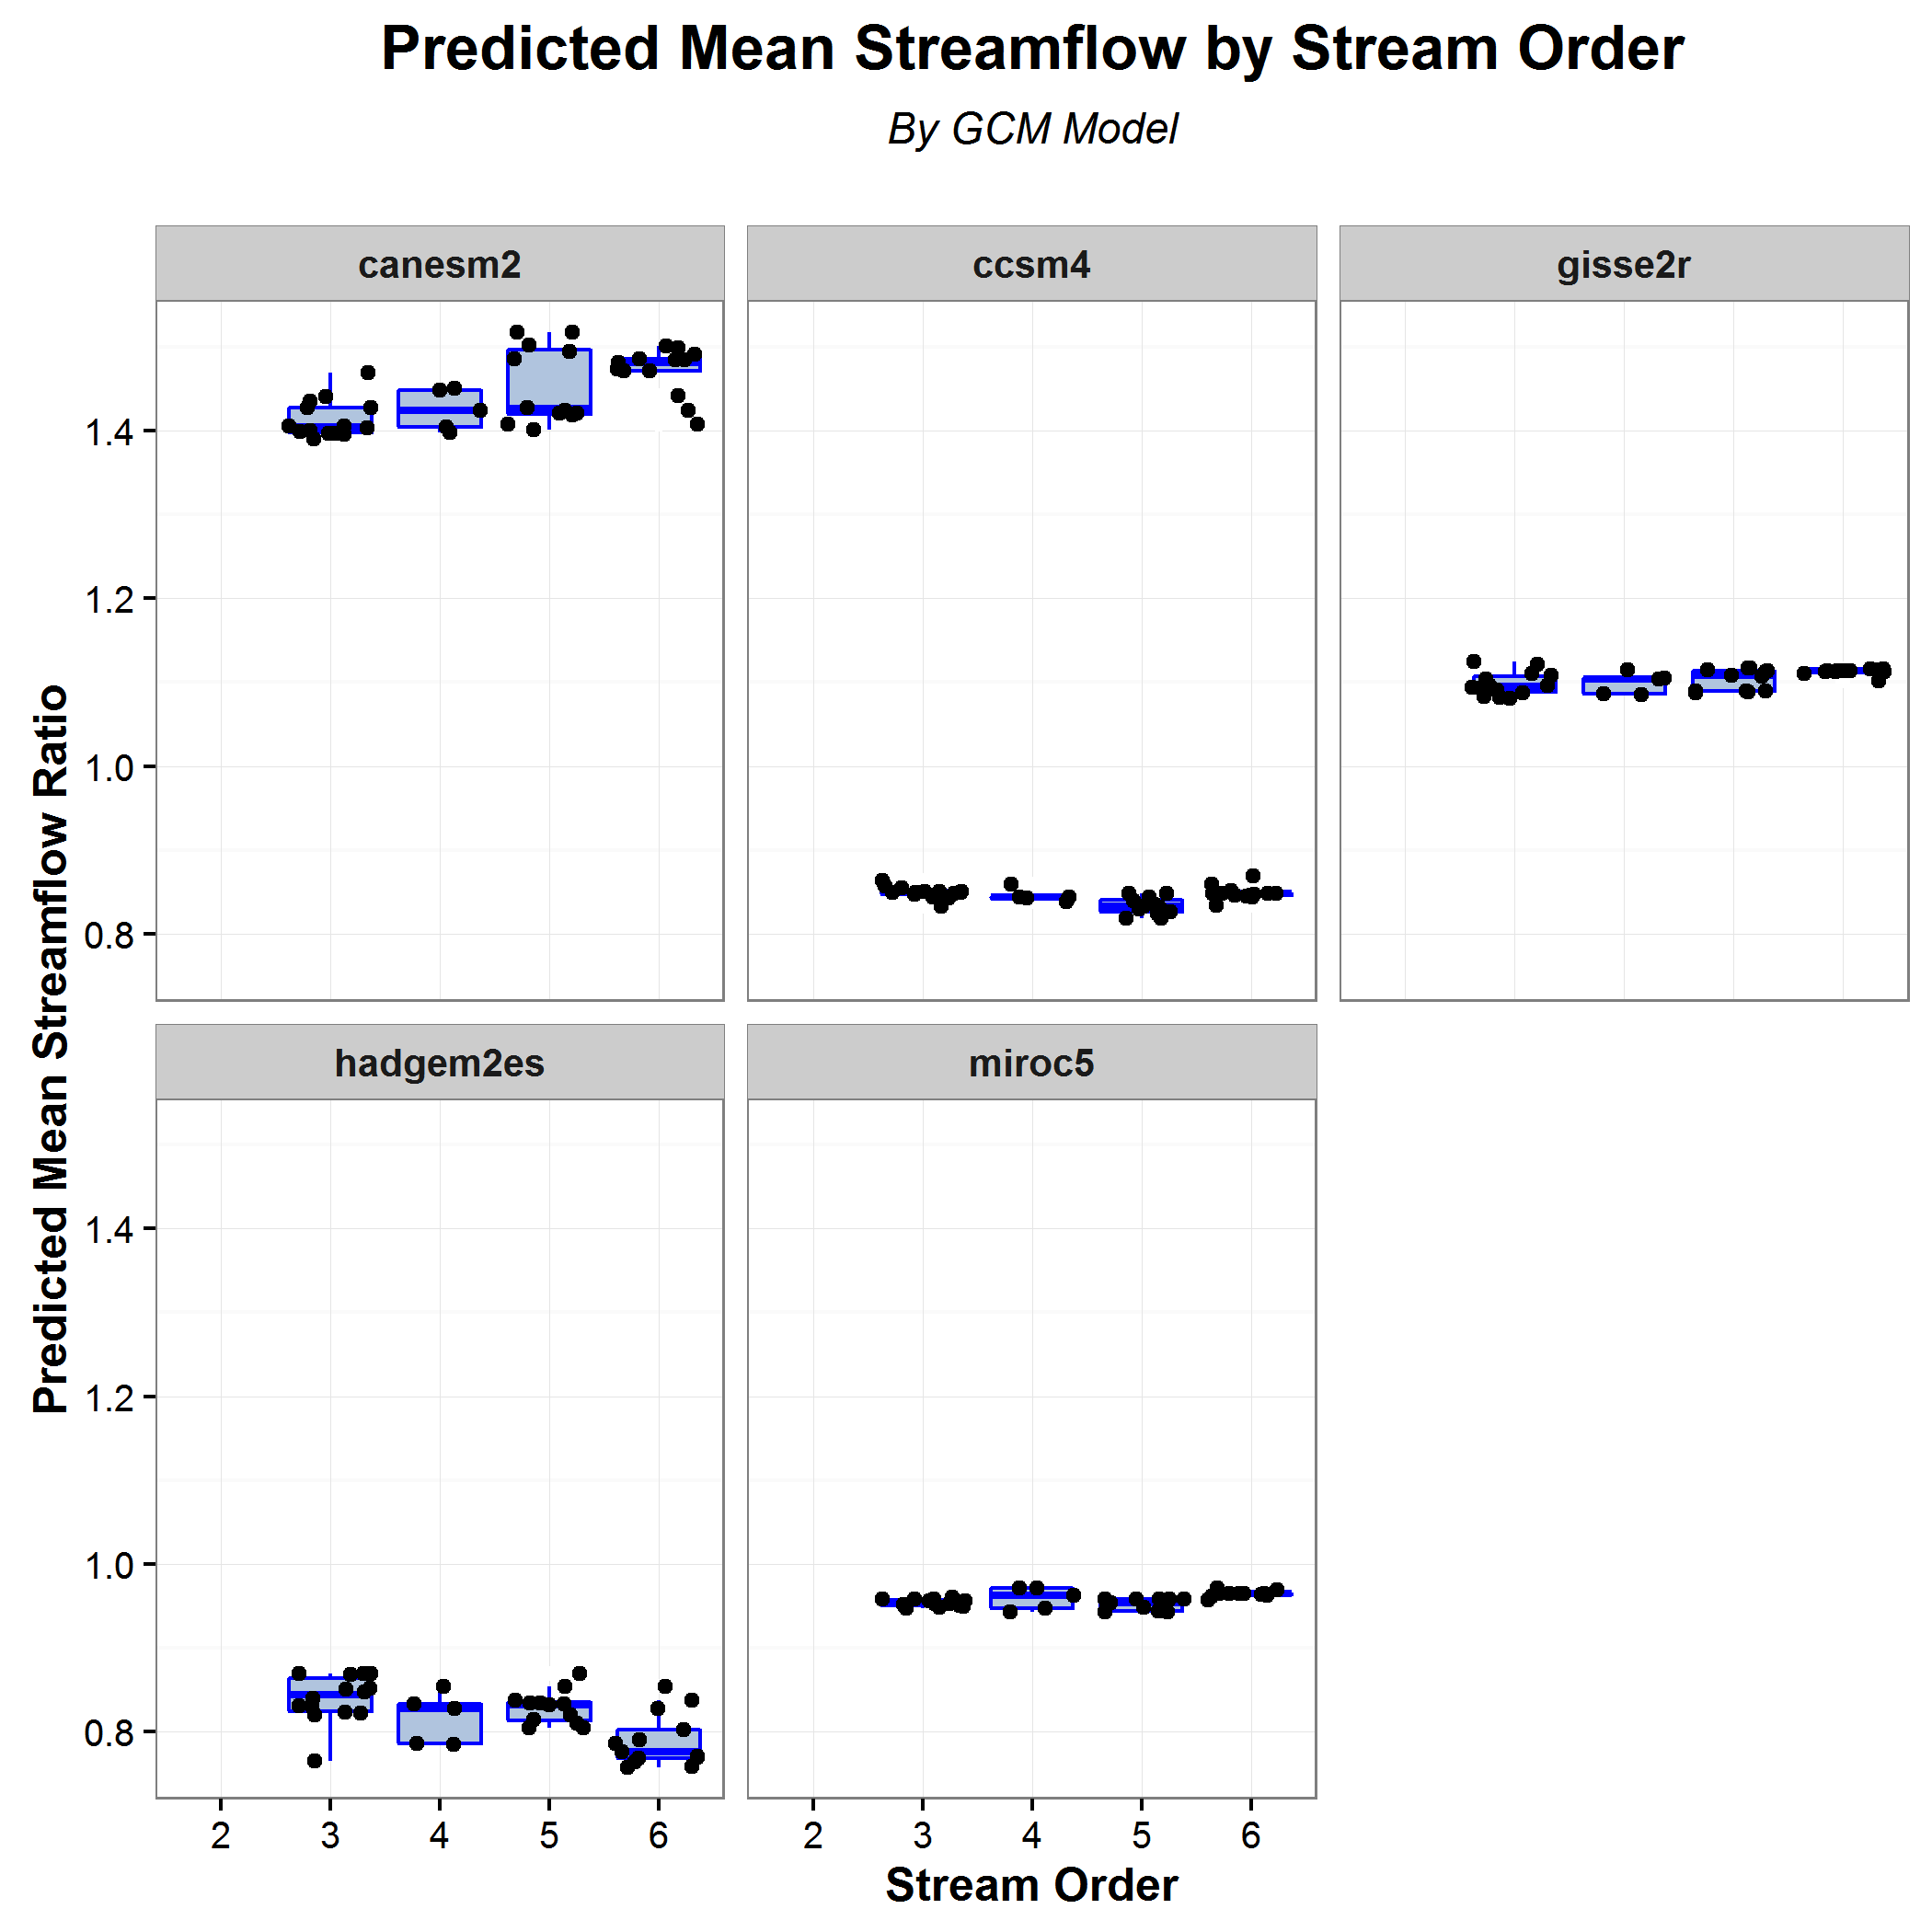 Predicted Mean Streamflow by Stream Order
By GCM Model
canesm2
ccsm4
gisse2r
1.4
1.2
1.0
0.8
Predicted Mean Streamflow Ratio
hadgem2es
miroc5
1.4
1.2
1.0
0.8
2 3 4 5 6
2 3 4 5 6
Stream Order